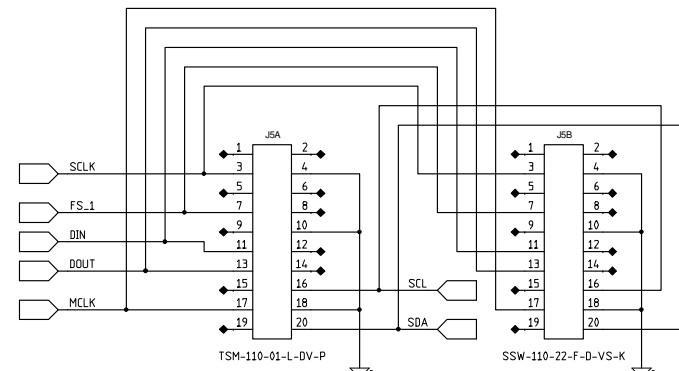 J5A
J5B
1 2
1 2
SCLK
3 4
3 4
5 6
5 6
FS_1
7 8
7 8
9 10
9 10
DIN
11 12
11 12
DOUT
13 14
13 14
15 16
SCL
15 16
MCLK
17 18
17 18
19 20
SDA
19 20
TSM-110-01-L-DV-P
SSW-110-22-F-D-VS-K